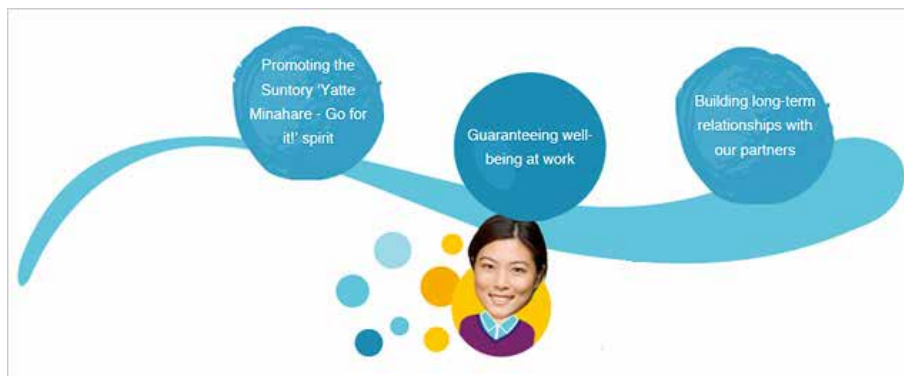 Promoting the
Suntory 'Yatte
Minahare - Go for
it!' spirit
Guaranteeing well-
being at work
Building long-term
relationships with
our partners